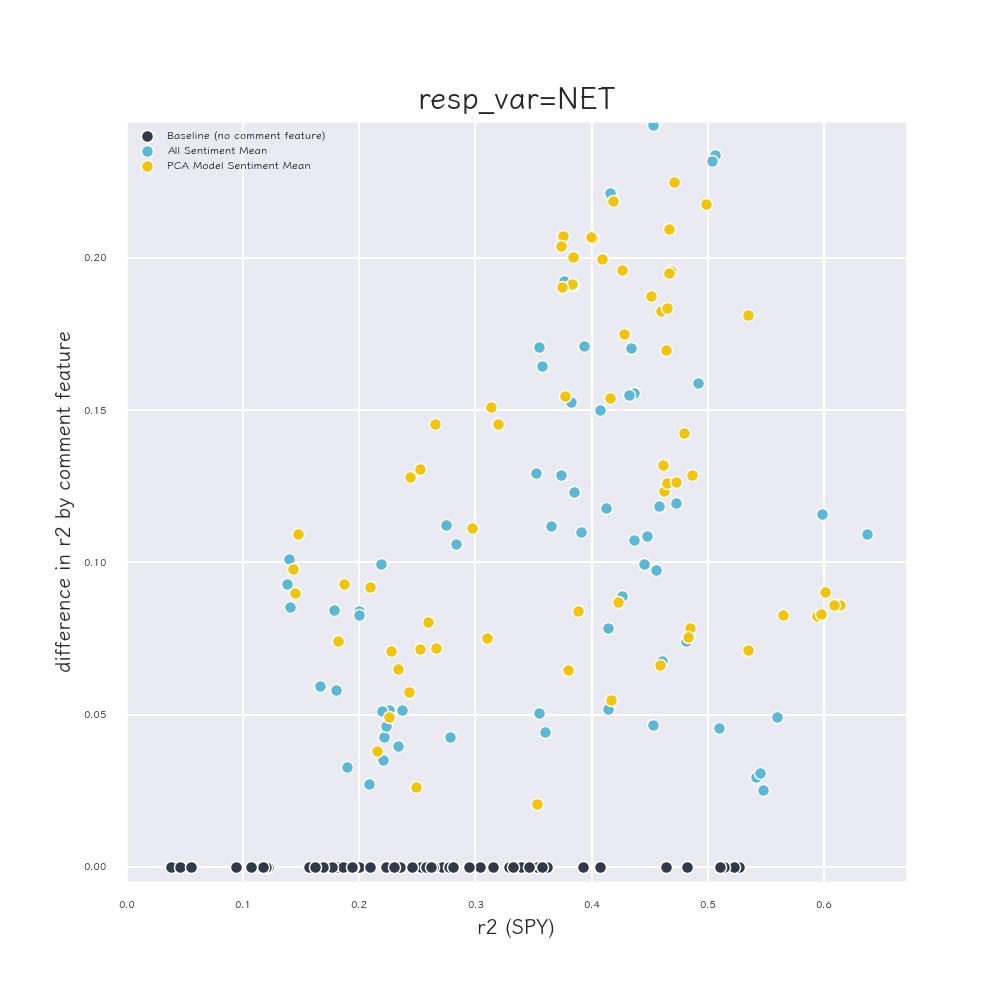 resp_var=NET
Baseline (no comment feature)
All Sentiment Mean
PCA Model Sentiment Mean
difference in r2 by comment feature
0.20
0.15
0.10
0.05
0.00
0.0 0.1 0.2 0.3 0.4 0.5 0.6
r2 (SPY)